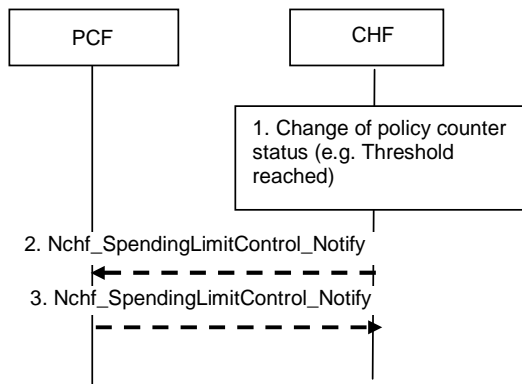 PCF
CHF
1. Change of policy counter
status (e.g. Threshold
reached)
2. Nchf_SpendingLimitControl_Notify
3. Nchf_SpendingLimitControl_Notify